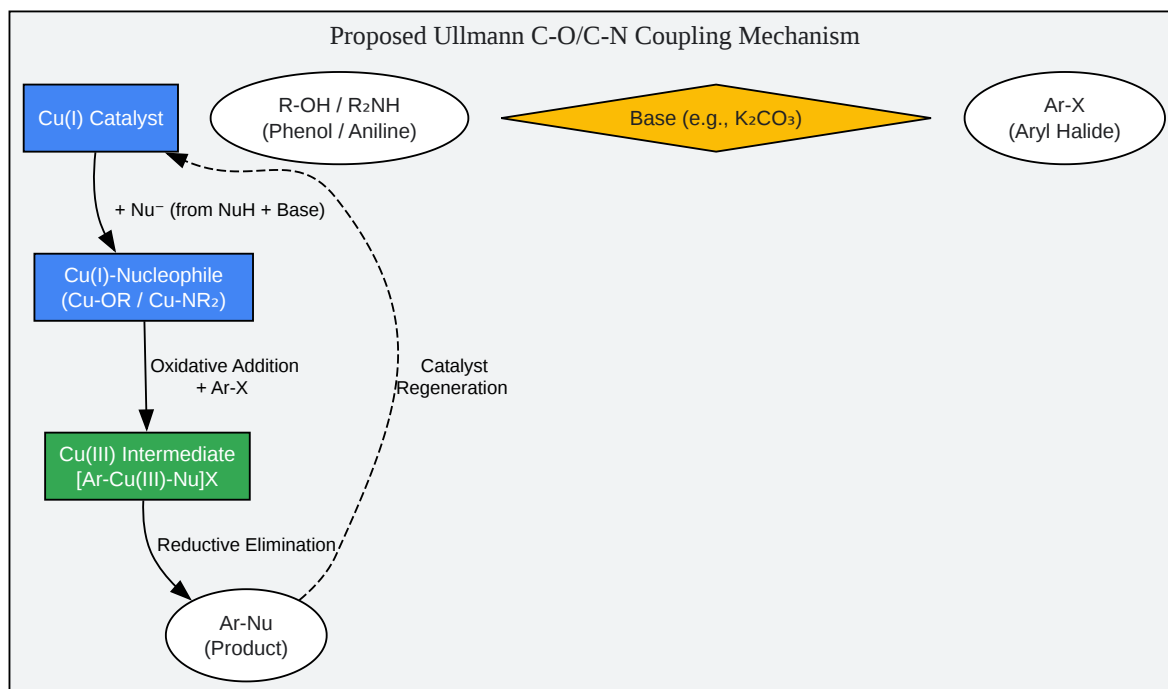 Proposed Ullmann C-O/C-N Coupling Mechanism
Cu(I) Catalyst
R-OH / R₂NH
(Phenol / Aniline)
Base (e.g., K₂CO₃)
Ar-X
(Aryl Halide)
+ Nu⁻ (from NuH + Base)
Cu(I)-Nucleophile
(Cu-OR / Cu-NR₂)
Oxidative Addition
+ Ar-X
Catalyst
Regeneration
Cu(III) Intermediate
[Ar-Cu(III)-Nu]X
Reductive Elimination
Ar-Nu
(Product)